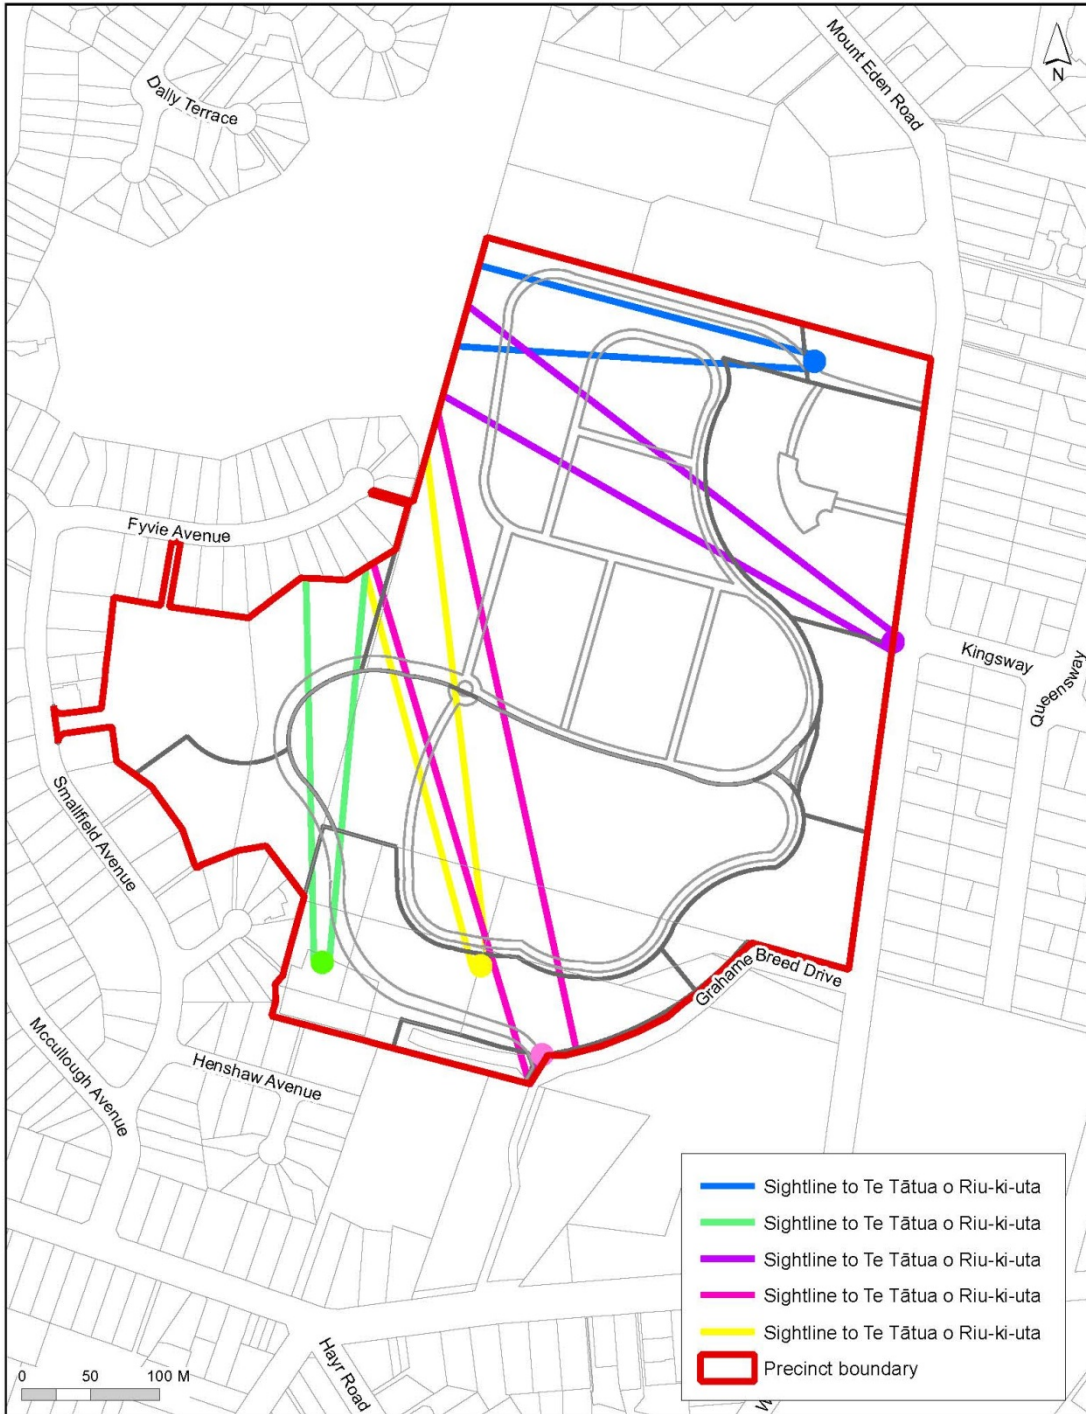 Mount Eden Road
N
Dally Terrace
Fyvie Avenue
Kingsway
Queensway
Smallfield Avenue
Grahame Breed Drive
Mccullough Avenue
Henshaw Avenue
Hayr Road
0 50 100 M
Sightline to Te Tātua o Riu-ki-uta
Sightline to Te Tātua o Riu-ki-uta
Sightline to Te Tātua o Riu-ki-uta
Sightline to Te Tātua o Riu-ki-uta
Sightline to Te Tātua o Riu-ki-uta
Precinct boundary